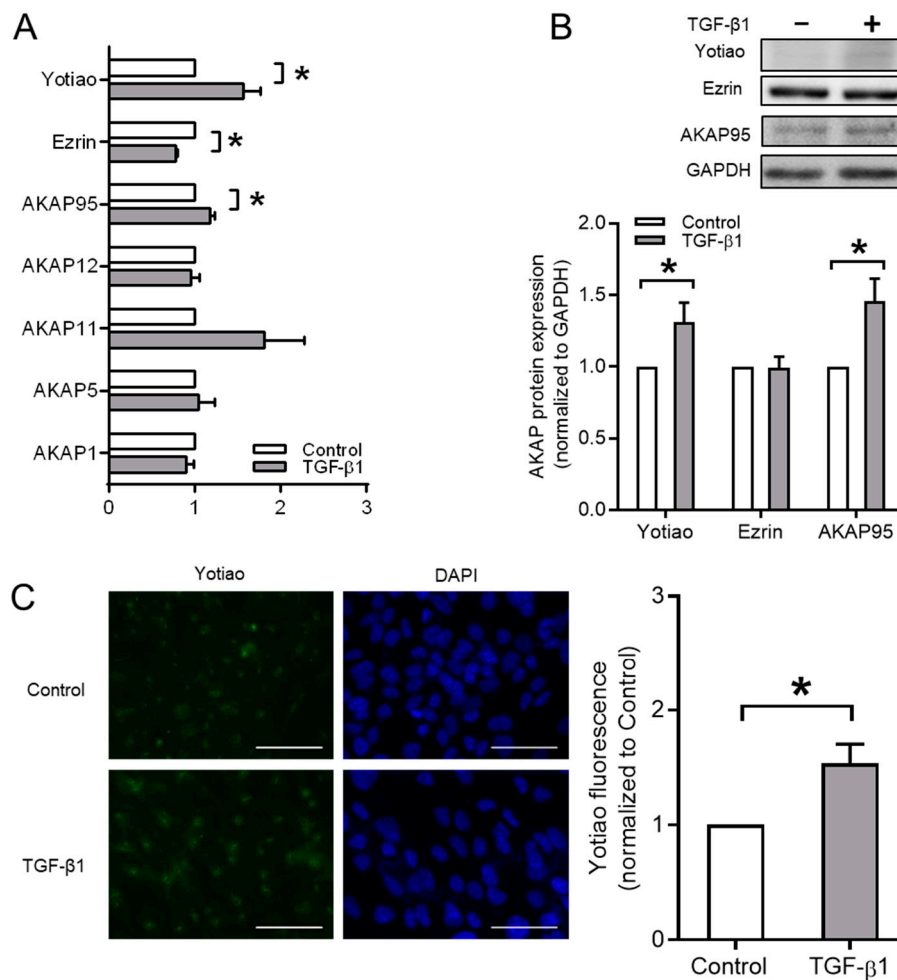 A
Yotiao
*
Ezrin
*
AKAP95
*
AKAP12
AKAP11
AKAP5
AKAP1
Control
TGF-β1
0 1 2 3
B
TGF-β1 − +
Yotiao
Ezrin
AKAP95
GAPDH
Control
TGF-β1
AKAP protein expression
(normalized to GAPDH)
2.0
1.5
1.0
0.5
0.0
* *
Yotiao Ezrin AKAP95
C
Yotiao DAPI
Control
TGF-β1
Yotiao fluorescence
(normalized to Control)
3
2
1
0
*
Control TGF-β1